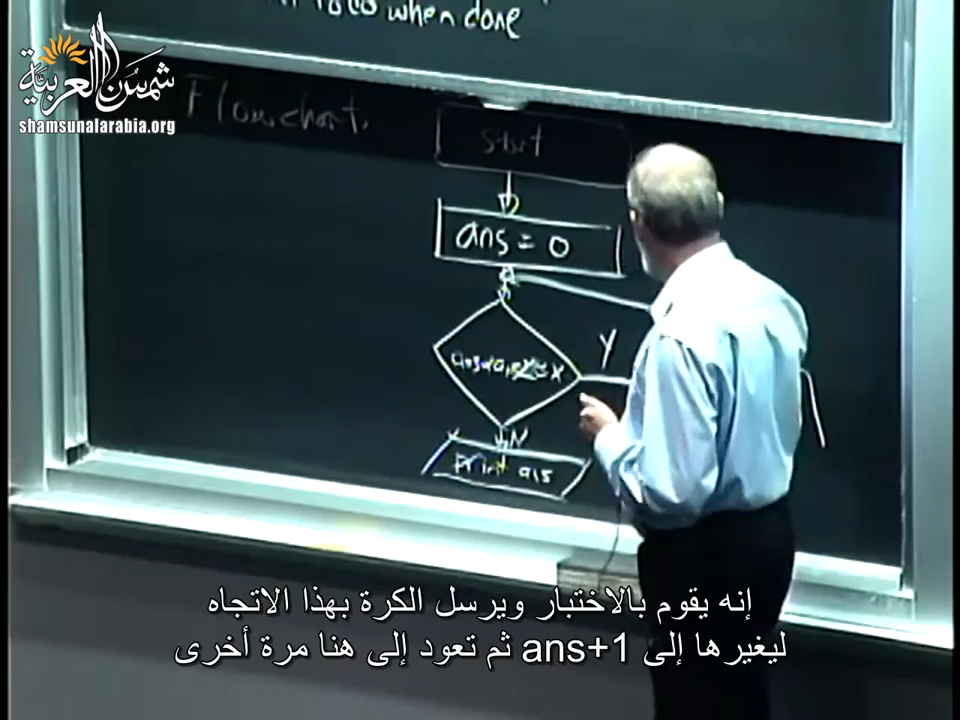 when done
شمس العربية
shamsunalarabia.org
Flowchart.
start
ans = 0
Y
N
Print ans
إنه يقوم بالاختبار ويرسل الكرة بهذا الاتجاه
ليغيرها إلى ans+1 ثم تعود إلى هنا مرة أخرى